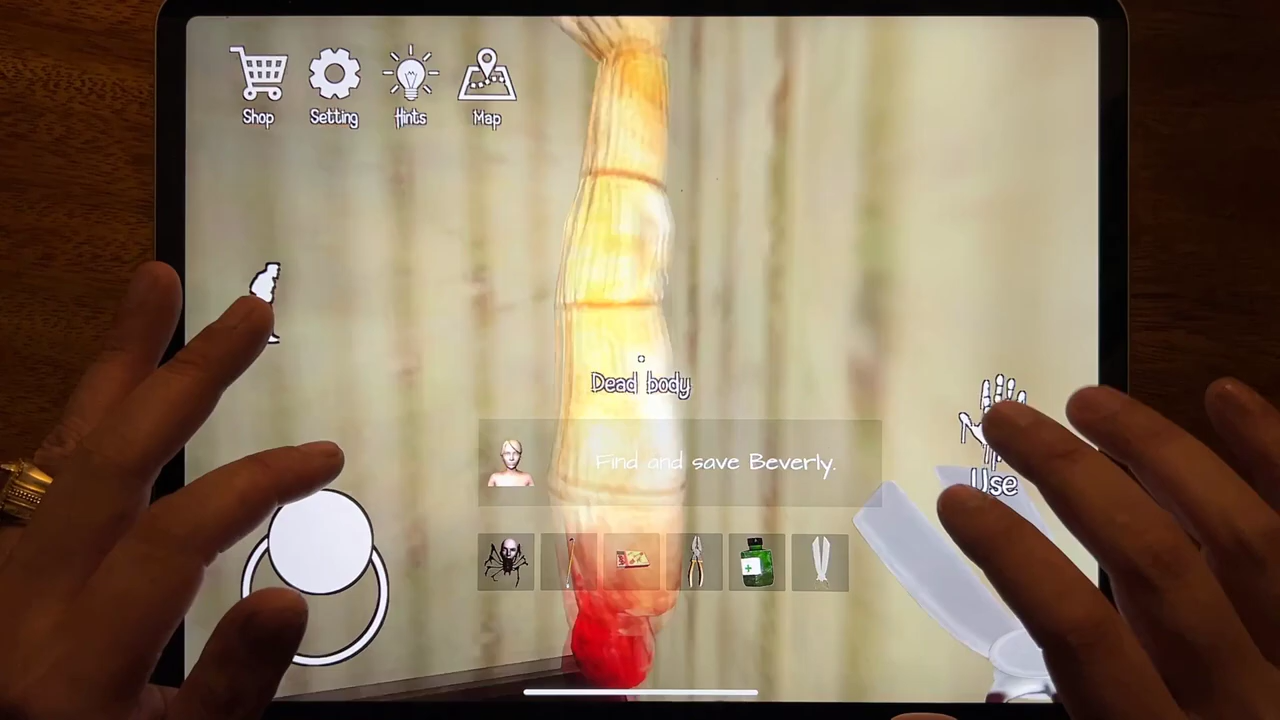 Shop
Setting
Hints
Map
Dead body
Find and save Beverly.
Use